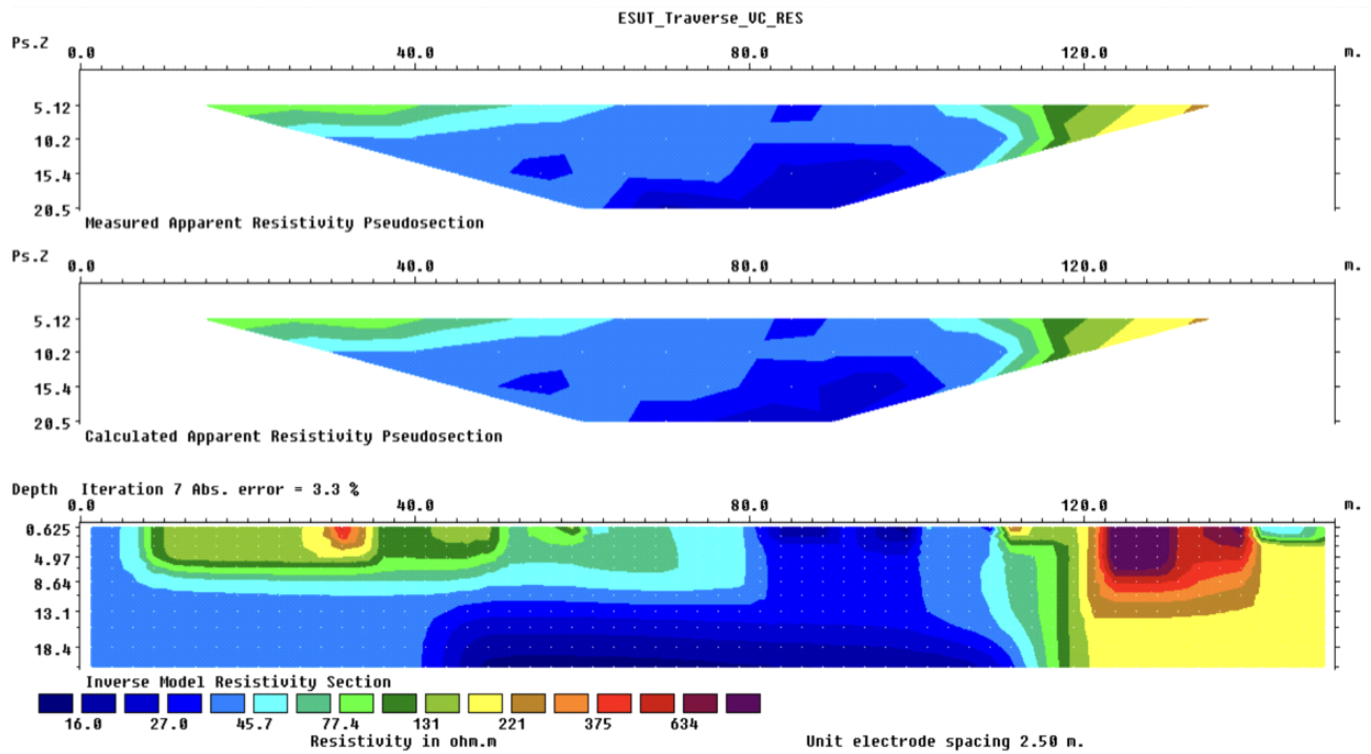 ESUT_Traverse_VC_RES
Ps.Z 0.0 40.0 80.0 120.0 m.
5.12
10.2
15.4
20.5
Measured Apparent Resistivity Pseudosection
Ps.Z 0.0 40.0 80.0 120.0 m.
5.12
10.2
15.4
20.5
Calculated Apparent Resistivity Pseudosection
Depth Iteration 7 Abs. error = 3.3 %
0.0 40.0 80.0 120.0 m.
0.625
4.97
8.64
13.1
18.4
Inverse Model Resistivity Section
16.0 27.0 45.7 77.4 131 221 375 634
Resistivity in ohm.m Unit electrode spacing 2.50 m.